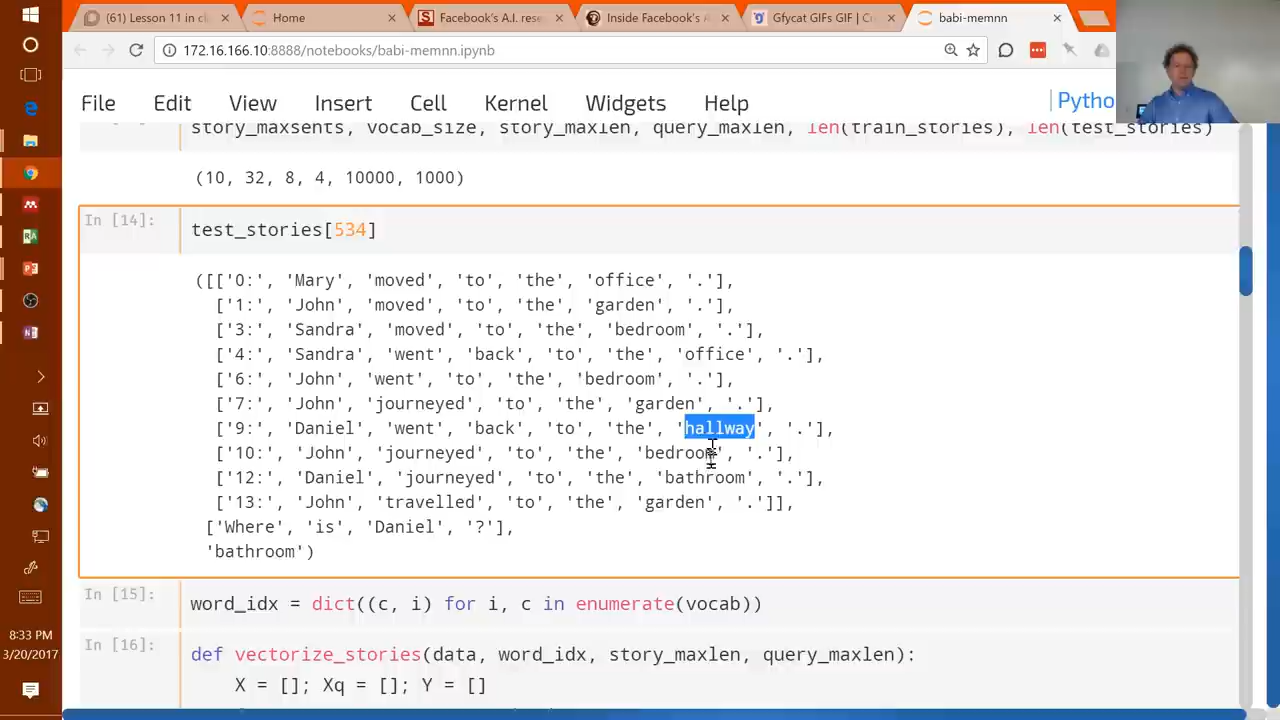 (61) Lesson 11 in cl
Home
Facebook's A.I. rese
Inside Facebook's A
Gfycat GIFs GIF | Cr
babi-memnn
172.16.166.10:8888/notebooks/babi-memnn.ipynb
File Edit View Insert Cell Kernel Widgets Help
Pytho
story_maxsents, vocab_size, story_maxlen, query_maxlen, len(train_stories), len(test_stories)
(10, 32, 8, 4, 10000, 1000)
In [14]:
test_stories[534]
([['0:', 'Mary', 'moved', 'to', 'the', 'office', '.'],
['1:', 'John', 'moved', 'to', 'the', 'garden', '.'],
['3:', 'Sandra', 'moved', 'to', 'the', 'bedroom', '.'],
['4:', 'Sandra', 'went', 'back', 'to', 'the', 'office', '.'],
['6:', 'John', 'went', 'to', 'the', 'bedroom', '.'],
['7:', 'John', 'journeyed', 'to', 'the', 'garden', '.'],
['9:', 'Daniel', 'went', 'back', 'to', 'the', 'hallway', '.'],
['10:', 'John', 'journeyed', 'to', 'the', 'bedroom', '.'],
['12:', 'Daniel', 'journeyed', 'to', 'the', 'bathroom', '.'],
['13:', 'John', 'travelled', 'to', 'the', 'garden', '.']],
['Where', 'is', 'Daniel', '?'],
'bathroom')
In [15]:
word_idx = dict((c, i) for i, c in enumerate(vocab))
In [16]:
def vectorize_stories(data, word_idx, story_maxlen, query_maxlen):
X = []; Xq = []; Y = []
8:33 PM
3/20/2017